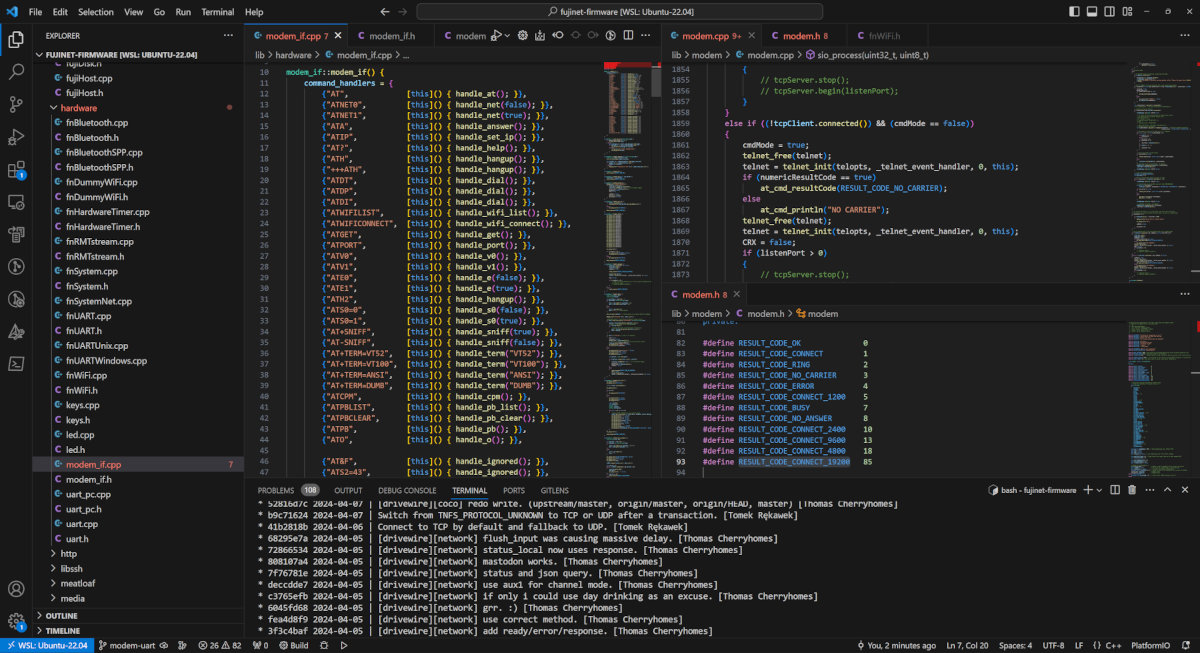 File Edit Selection View Go Run Terminal Help
fujinet-firmware [WSL: Ubuntu-22.04]
EXPLORER
FUJINET-FIRMWARE [WSL: UBUNTU-22.04]
fujiDisk.h
fujiHost.cpp
fujiHost.h
hardware
fnBluetooth.cpp
fnBluetooth.h
fnBluetoothSPP.cpp
fnBluetoothSPP.h
fnDummyWiFi.cpp
fnDummyWiFi.h
fnHardwareTimer.cpp
fnHardwareTimer.h
fnRMTstream.cpp
fnRMTstream.h
fnSystem.cpp
fnSystem.h
fnSystemNet.cpp
fnUART.cpp
fnUART.h
fnUARTUnix.cpp
fnUARTWindows.cpp
fnWiFi.cpp
fnWiFi.h
keys.cpp
keys.h
led.cpp
led.h
modem_if.cpp 7
modem_if.h
uart_pc.cpp
uart_pc.h
uart.cpp
uart.h
http
libssh
meatloaf
media
OUTLINE
TIMELINE
modem_if.cpp 7
modem_if.h
modem
lib > hardware > modem_if.cpp > ...
10 modem_if::modem_if() {
11 command_handlers = {
12 {"AT", [this]() { handle_at(); }},
13 {"ATNET0", [this]() { handle_net(false); }},
14 {"ATNET1", [this]() { handle_net(true); }},
15 {"ATA", [this]() { handle_answer(); }},
16 {"ATIP", [this]() { handle_set_ip(); }},
17 {"AT?", [this]() { handle_help(); }},
18 {"ATH", [this]() { handle_hangup(); }},
19 {"+++ATH", [this]() { handle_hangup(); }},
20 {"ATDT", [this]() { handle_dial(); }},
21 {"ATDP", [this]() { handle_dial(); }},
22 {"ATDI", [this]() { handle_dial(); }},
23 {"ATWIFILIST", [this]() { handle_wifi_list(); }},
24 {"ATWIFICONNECT", [this]() { handle_wifi_connect(); }},
25 {"ATGET", [this]() { handle_get(); }},
26 {"ATPORT", [this]() { handle_port(); }},
27 {"ATV0", [this]() { handle_v0(); }},
28 {"ATV1", [this]() { handle_v1(); }},
29 {"ATE0", [this]() { handle_e(false); }},
30 {"ATE1", [this]() { handle_e(true); }},
31 {"ATH2", [this]() { handle_hangup(); }},
32 {"ATS0=0", [this]() { handle_s0(false); }},
33 {"ATS0=1", [this]() { handle_s0(true); }},
34 {"AT+SNIFF", [this]() { handle_sniff(true); }},
35 {"AT-SNIFF", [this]() { handle_sniff(false); }},
36 {"AT+TERM=VT52", [this]() { handle_term("VT52"); }},
37 {"AT+TERM=VT100", [this]() { handle_term("VT100"); }},
38 {"AT+TERM=ANSI", [this]() { handle_term("ANSI"); }},
39 {"AT+TERM=DUMB", [this]() { handle_term("DUMB"); }},
40 {"ATCPM", [this]() { handle_cpm(); }},
41 {"ATPBLIST", [this]() { handle_pb_list(); }},
42 {"ATPBCLEAR", [this]() { handle_pb_clear(); }},
43 {"ATPB", [this]() { handle_pb(); }},
44 {"ATO", [this]() { handle_o(); }},
45
46 {"AT&F", [this]() { handle_ignored(); }},
47 {"ATS2=43", [this]() { handle_ignored(); }},
modem.cpp 9+
modem.h 8
fnWiFi.h
lib > modem > modem.cpp > sio_process(uint32_t, uint8_t)
1854 {
1855 // tcpServer.stop();
1856 // tcpServer.begin(listenPort);
1857 }
1858 }
1859 else if ((!tcpClient.connected()) && (cmdMode == false))
1860 {
1861 cmdMode = true;
1862 telnet_free(telnet);
1863 telnet = telnet_init(telopts, _telnet_event_handler, 0, this);
1864 if (numericResultCode == true)
1865 at_cmd_resultCode(RESULT_CODE_NO_CARRIER);
1866 else
1867 at_cmd_println("NO CARRIER");
1868 telnet_free(telnet);
1869 telnet = telnet_init(telopts, _telnet_event_handler, 0, this);
1870 CRX = false;
1871 if (listenPort > 0)
1872 {
1873 // tcpServer.stop();
modem.h 8
lib > modem > modem.h > modem
80 private:
81
82 #define RESULT_CODE_OK 0
83 #define RESULT_CODE_CONNECT 1
84 #define RESULT_CODE_RING 2
85 #define RESULT_CODE_NO_CARRIER 3
86 #define RESULT_CODE_ERROR 4
87 #define RESULT_CODE_CONNECT_1200 5
88 #define RESULT_CODE_BUSY 7
89 #define RESULT_CODE_NO_ANSWER 8
90 #define RESULT_CODE_CONNECT_2400 10
91 #define RESULT_CODE_CONNECT_9600 13
92 #define RESULT_CODE_CONNECT_4800 18
93 #define RESULT_CODE_CONNECT_19200 85
94
PROBLEMS 108 OUTPUT DEBUG CONSOLE TERMINAL PORTS GITLENS
bash - fujinet-firmware
* 52816d7c 2024-04-07 | [drivewire][coco] redo write. (upstream/master, origin/master, origin/HEAD, master) [Thomas Cherryhomes]
* b9c71624 2024-04-07 | Switch from TNFS_PROTOCOL_UNKNOWN to TCP or UDP after a transaction. [Tomek Rękawek]
* 41b2818b 2024-04-06 | Connect to TCP by default and fallback to UDP. [Tomek Rękawek]
* 68295e7a 2024-04-05 | [drivewire][network] flush_input was causing massive delay. [Thomas Cherryhomes]
* 72866534 2024-04-05 | [drivewire][network] status_local now uses response. [Thomas Cherryhomes]
* 808107a4 2024-04-05 | [drivewire][network] mastodon works. [Thomas Cherryhomes]
* 7f76781e 2024-04-05 | [drivewire][network] status and json query. [Thomas Cherryhomes]
* deccdde7 2024-04-05 | [drivewire][network] use aux1 for channel mode. [Thomas Cherryhomes]
* c3765efb 2024-04-05 | [drivewire][network] if only i could use day drinking as an excuse. [Thomas Cherryhomes]
* 6045fd68 2024-04-05 | [drivewire][network] grr. :) [Thomas Cherryhomes]
* fea4d8f9 2024-04-05 | [drivewire][network] use correct method. [Thomas Cherryhomes]
* 3f3c4baf 2024-04-05 | [drivewire][network] add ready/error/response. [Thomas Cherryhomes]
WSL: Ubuntu-22.04 modem-uart 26 82 0 Build
You, 2 minutes ago Ln 7, Col 20 Spaces: 4 UTF-8 LF {} C++ PlatformIO